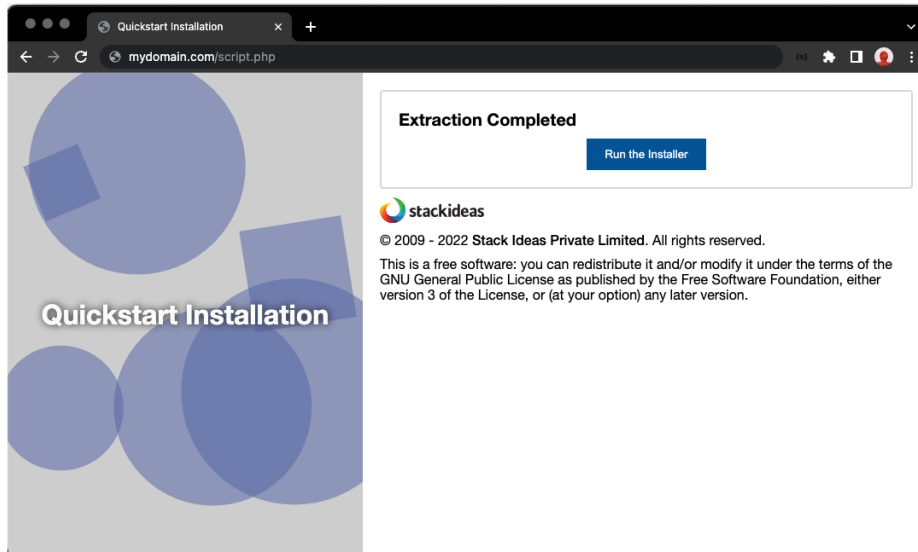 Quickstart Installation
mydomain.com/script.php
Quickstart Installation
Extraction Completed
Run the Installer
stackideas
© 2009 - 2022 Stack Ideas Private Limited. All rights reserved.
This is a free software: you can redistribute it and/or modify it under the terms of the
GNU General Public License as published by the Free Software Foundation, either
version 3 of the License, or (at your option) any later version.